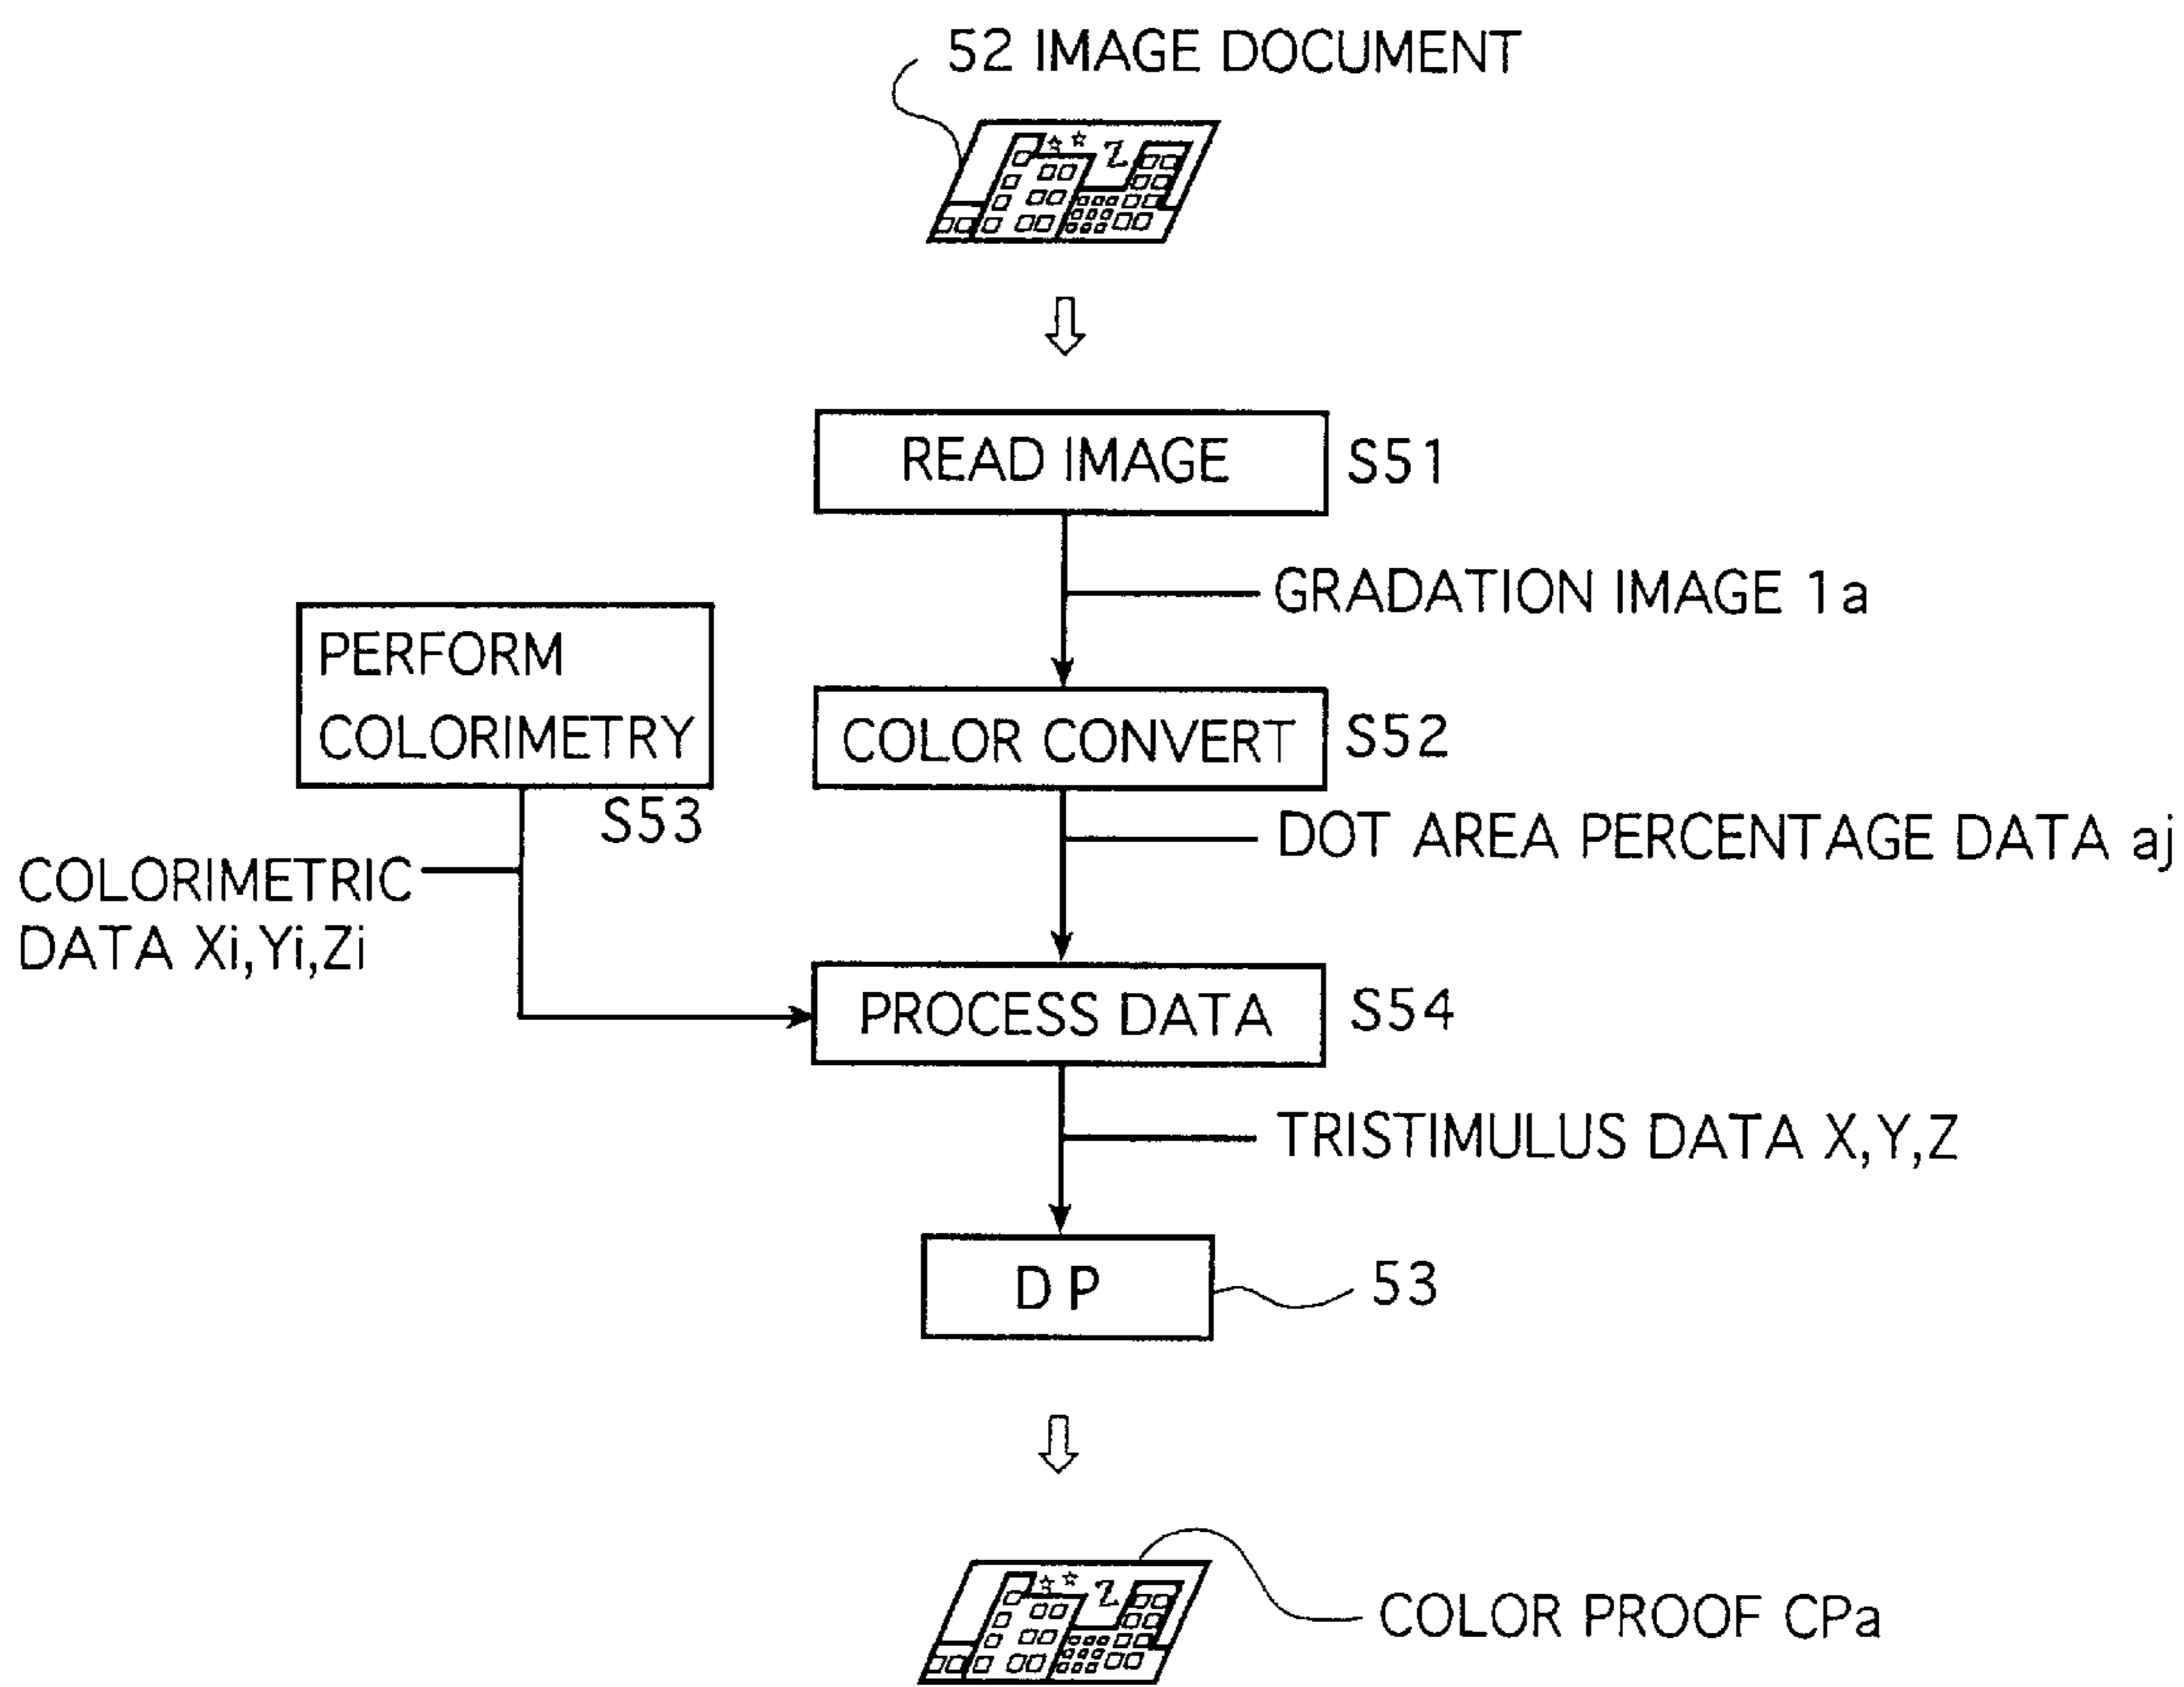 52 IMAGE DOCUMENT
READ IMAGE S51
GRADATION IMAGE 1a
PERFORM
COLORIMETRY
S53
COLOR CONVERT S52
DOT AREA PERCENTAGE DATA aj
COLORIMETRIC
DATA Xi,Yi,Zi
PROCESS DATA S54
TRISTIMULUS DATA X,Y,Z
DP 53
COLOR PROOF CPa